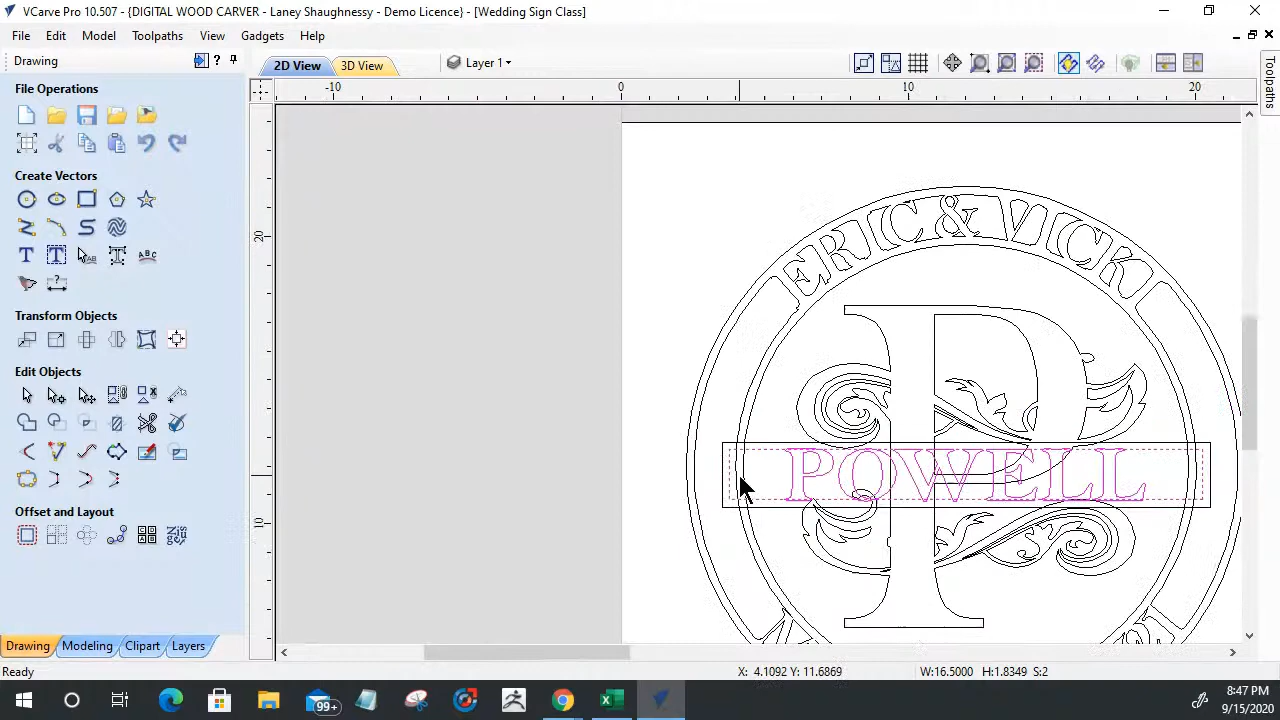 VCarve Pro 10.507 - {DIGITAL WOOD CARVER - Laney Shaughnessy - Demo Licence} - [Wedding Sign Class]
File Edit Model Toolpaths View Gadgets Help
Drawing
2D View
3D View
Layer 1
File Operations
-10 0 10 20
Toolpaths
Create Vectors
20
ERIC & VICKI
Transform Objects
P
Edit Objects
POWELL
Offset and Layout
10
Drawing Modeling Clipart Layers
Ready
X: 4.1092 Y: 11.6869
W:16.5000 H:1.8349 S:2
99+
8:47 PM
9/15/2020